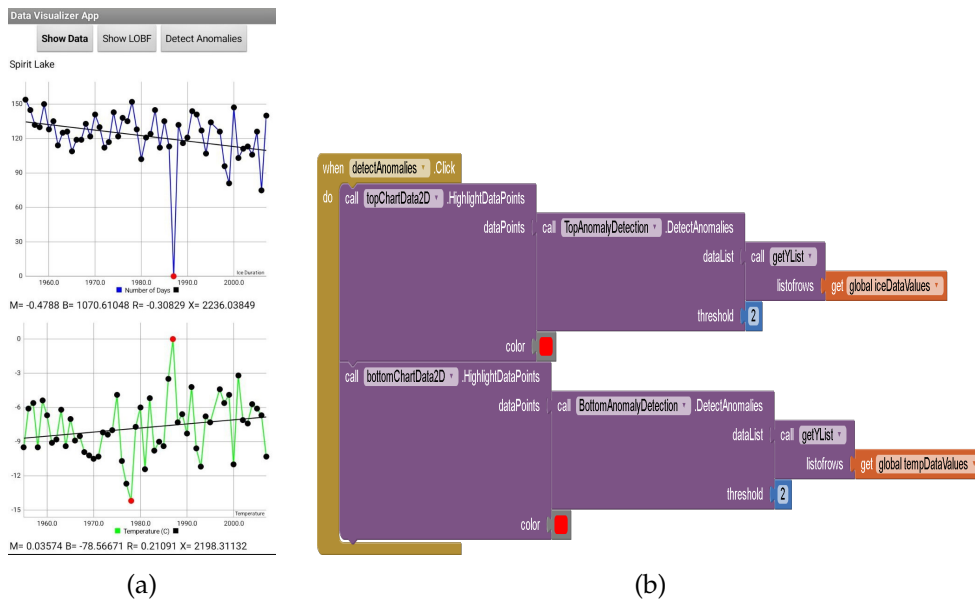 Data Visualizer App
Show Data Show LOBF Detect Anomalies
Spirit Lake
150
120
90
60
30
0
Ice Duration
1960.0 1970.0 1980.0 1990.0 2000.0
Number of Days
M= -0.4788 B= 1070.61048 R= -0.30829 X= 2236.03849
0
-3
-6
-9
-12
-15
Temperature
1960.0 1970.0 1980.0 1990.0 2000.0
Temperature (C)
M= 0.03574 B= -78.56671 R= 0.21091 X= 2198.31132
(a)
when detectAnomalies .Click
do call topChartData2D .HighlightDataPoints
dataPoints call TopAnomalyDetection .DetectAnomalies
dataList call getYList
listofrows get global iceDataValues
threshold 2
color
call bottomChartData2D .HighlightDataPoints
dataPoints call BottomAnomalyDetection .DetectAnomalies
dataList call getYList
listofrows get global tempDataValues
threshold 2
color
(b)